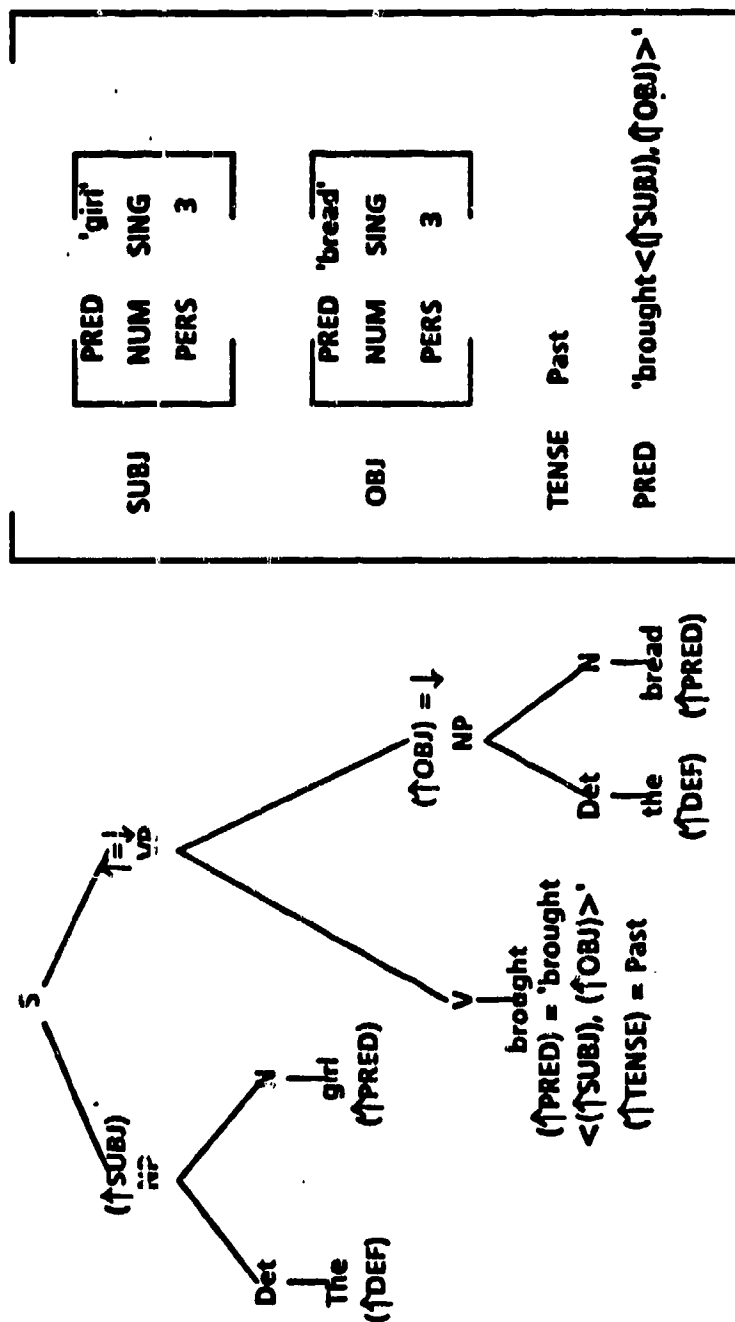 S
(↑SUBJ)
NP
↑=↓
VP
Det
N
V
(↑OBJ) = ↓
NP
The
(↑DEF)
girl
(↑PRED)
brought
(↑PRED) = 'brought
<(↑SUBJ), (↑OBJ)>'
(↑TENSE) = Past
Det
N
the
(↑DEF)
bread
(↑PRED)
SUBJ
PRED 'girl'
NUM SING
PERS 3
OBJ
PRED 'bread'
NUM SING
PERS 3
TENSE Past
PRED 'brought<(↑SUBJ), (↑OBJ)>'